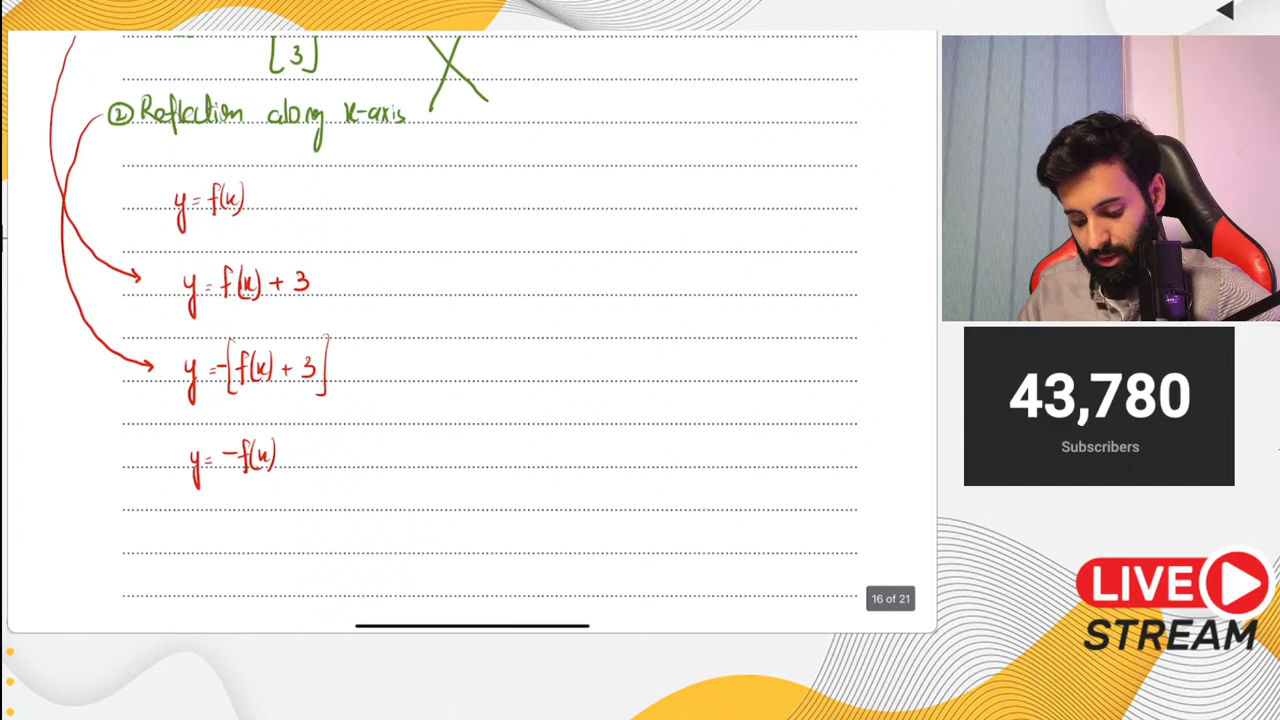 [3]
② Reflection along x-axis
y = f(x)
y = f(x) + 3
y = -[f(x) + 3]
y = -f(x)
16 of 21
43,780
Subscribers
LIVE
STREAM